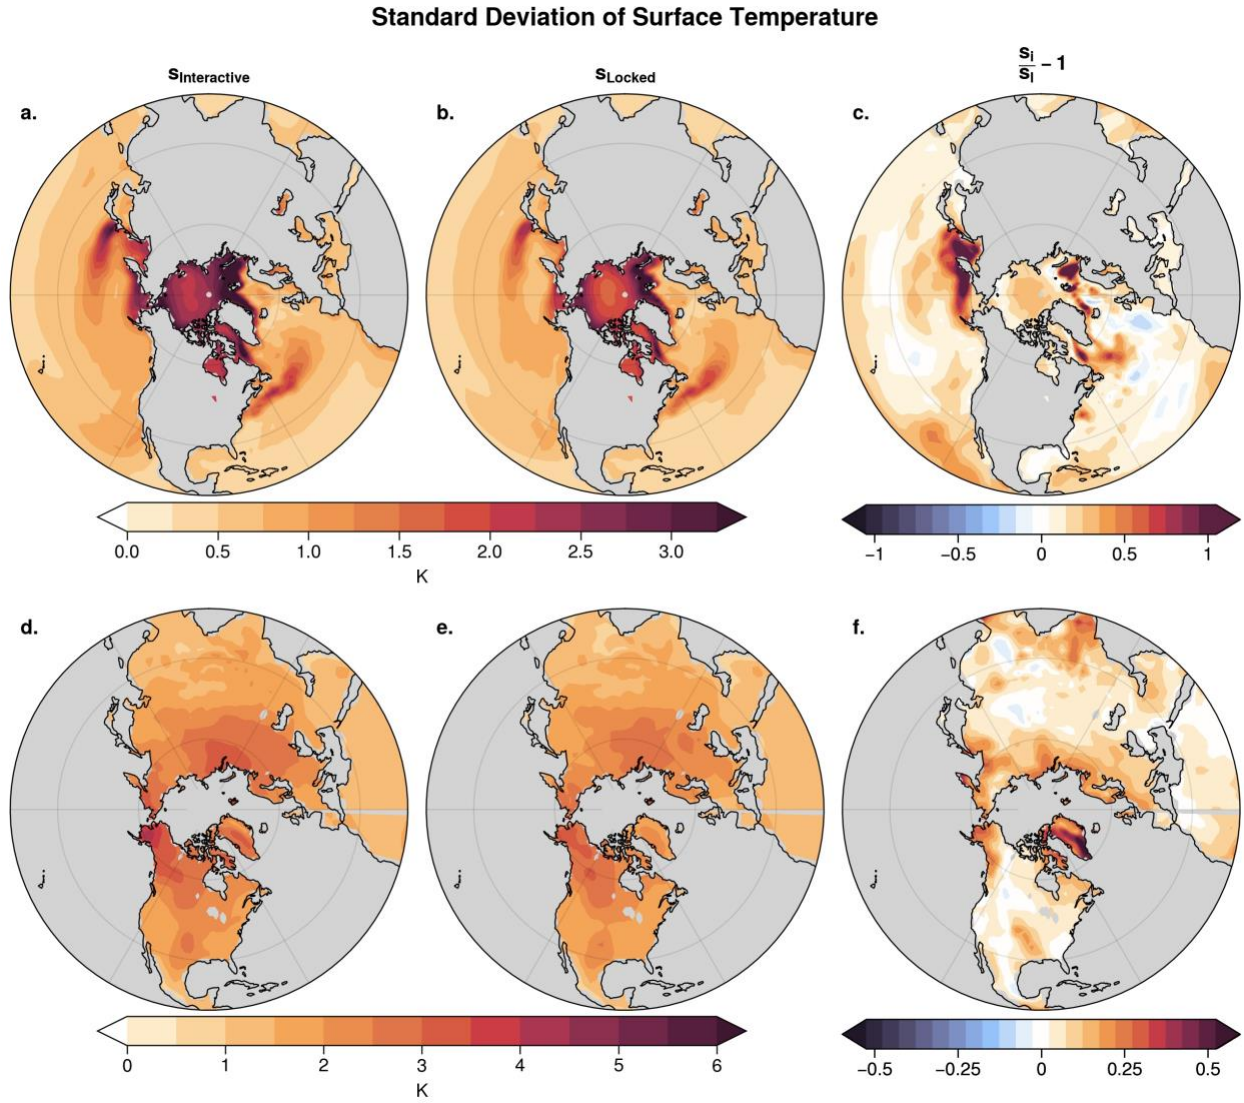 Standard Deviation of Surface Temperature
sInteractive
sLocked
si
sl
− 1
a.
b.
c.
0.0 0.5 1.0 1.5 2.0 2.5 3.0
K
−1 −0.5 0 0.5 1
d.
e.
f.
0 1 2 3 4 5 6
K
−0.5 −0.25 0 0.25 0.5